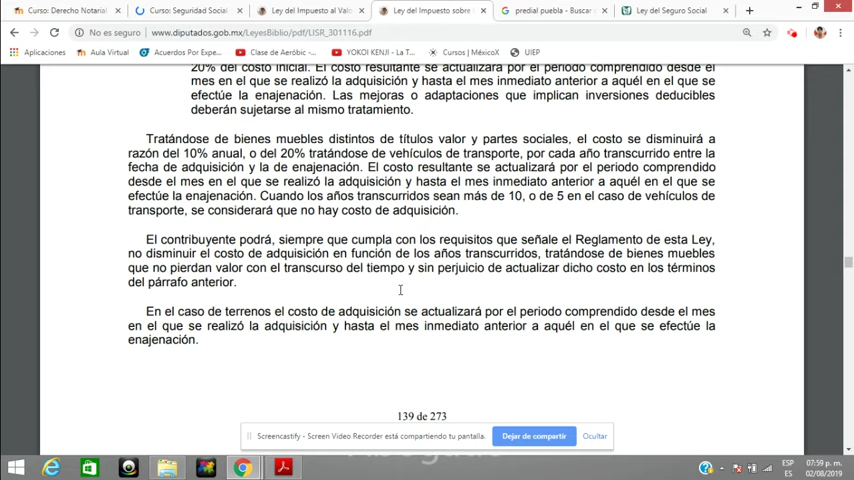 Curso: Derecho Notarial
Curso: Seguridad Social
Ley del Impuesto al Valo
Ley del Impuesto sobre
predial puebla - Buscar
Ley del Seguro Social
No es seguro
www.diputados.gob.mx/LeyesBiblio/pdf/LISR_301116.pdf
Aplicaciones
Aula Virtual
Acuerdos Por Espe...
Clase de Aeróbic -...
YOKOI KENJI - La T...
Cursos | MéxicoX
UIEP
20% del costo inicial. El costo resultante se actualizará por el periodo comprendido desde el
mes en el que se realizó la adquisición y hasta el mes inmediato anterior a aquél en el que se
efectúe la enajenación. Las mejoras o adaptaciones que implican inversiones deducibles
deberán sujetarse al mismo tratamiento.
Tratándose de bienes muebles distintos de títulos valor y partes sociales, el costo se disminuirá a
razón del 10% anual, o del 20% tratándose de vehículos de transporte, por cada año transcurrido entre la
fecha de adquisición y la de enajenación. El costo resultante se actualizará por el periodo comprendido
desde el mes en el que se realizó la adquisición y hasta el mes inmediato anterior a aquél en el que se
efectúe la enajenación. Cuando los años transcurridos sean más de 10, o de 5 en el caso de vehículos de
transporte, se considerará que no hay costo de adquisición.
El contribuyente podrá, siempre que cumpla con los requisitos que señale el Reglamento de esta Ley,
no disminuir el costo de adquisición en función de los años transcurridos, tratándose de bienes muebles
que no pierdan valor con el transcurso del tiempo y sin perjuicio de actualizar dicho costo en los términos
del párrafo anterior.
En el caso de terrenos el costo de adquisición se actualizará por el periodo comprendido desde el mes
en el que se realizó la adquisición y hasta el mes inmediato anterior a aquél en el que se efectúe la
enajenación.
139 de 273
Screencastify - Screen Video Recorder está compartiendo tu pantalla.
Dejar de compartir
Ocultar
ESP
07:59 p. m.
ES
02/08/2019